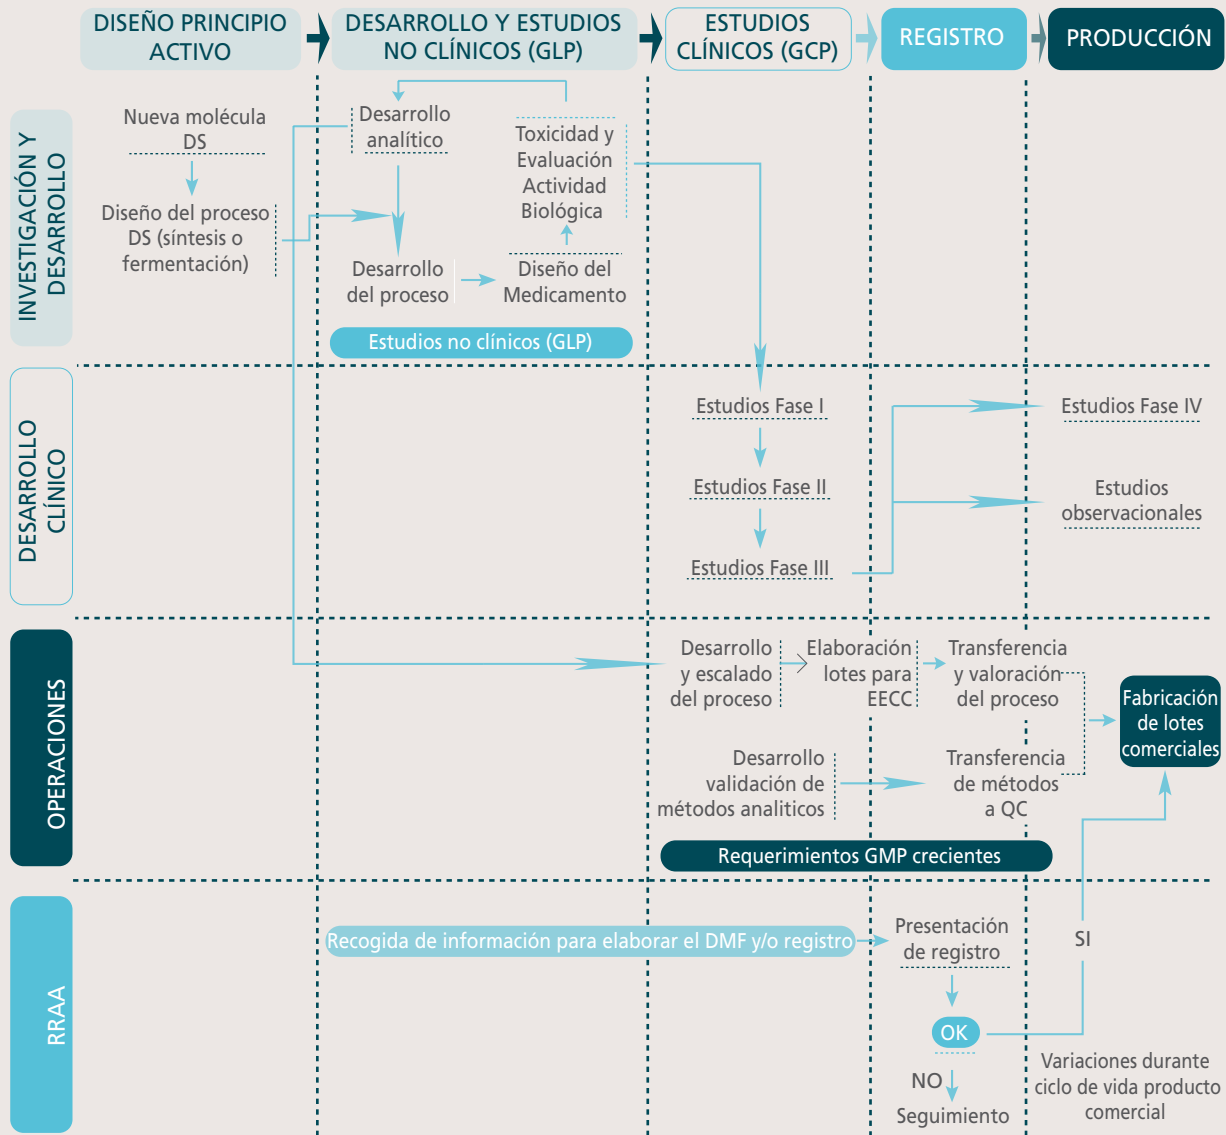 DISEÑO PRINCIPIO
ACTIVO
DESARROLLO Y ESTUDIOS
NO CLÍNICOS (GLP)
ESTUDIOS
CLÍNICOS (GCP)
REGISTRO
PRODUCCIÓN
INVESTIGACIÓN Y
DESARROLLO
Nueva molécula
DS
Diseño del proceso
DS (síntesis o
fermentación)
Desarrollo
analítico
Toxicidad y
Evaluación
Actividad
Biológica
Desarrollo
del proceso
Diseño del
Medicamento
Estudios no clínicos (GLP)
DESARROLLO
CLÍNICO
Estudios Fase I
Estudios Fase II
Estudios Fase III
Estudios Fase IV
Estudios
observacionales
OPERACIONES
Desarrollo
y escalado
del proceso
Elaboración
lotes para
EECC
Transferencia
y valoración
del proceso
Fabricación
de lotes
comerciales
Desarrollo
validación de
métodos analiticos
Transferencia
de métodos
a QC
Requerimientos GMP crecientes
RRAA
Recogida de información para elaborar el DMF y/o registro
Presentación
de registro
SI
OK
NO
Seguimiento
Variaciones durante
ciclo de vida producto
comercial